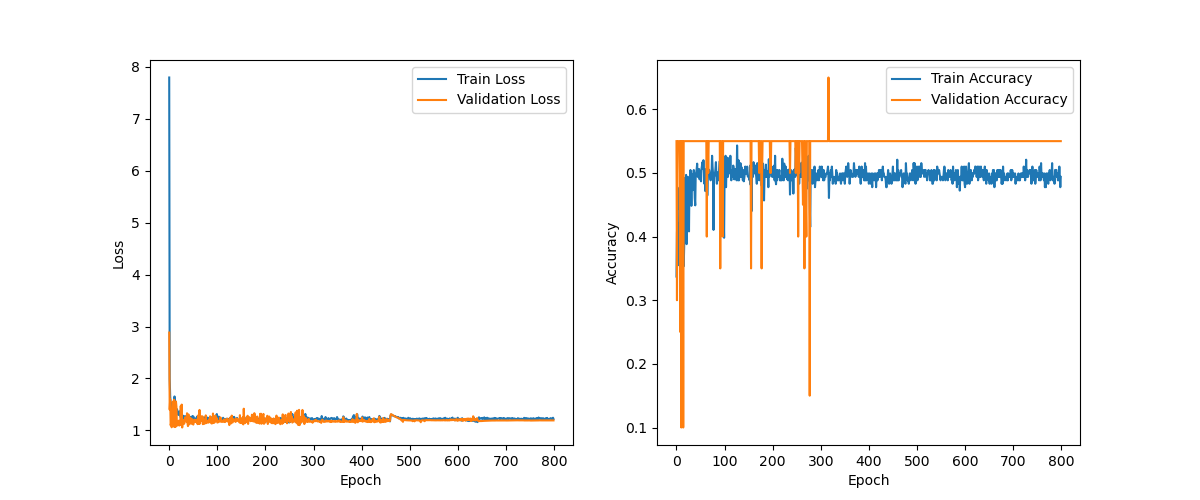 8
7
6
5
4
3
2
1
Loss
0 100 200 300 400 500 600 700 800
Epoch
Train Loss
Validation Loss
0.6
0.5
0.4
0.3
0.2
0.1
Accuracy
0 100 200 300 400 500 600 700 800
Epoch
Train Accuracy
Validation Accuracy